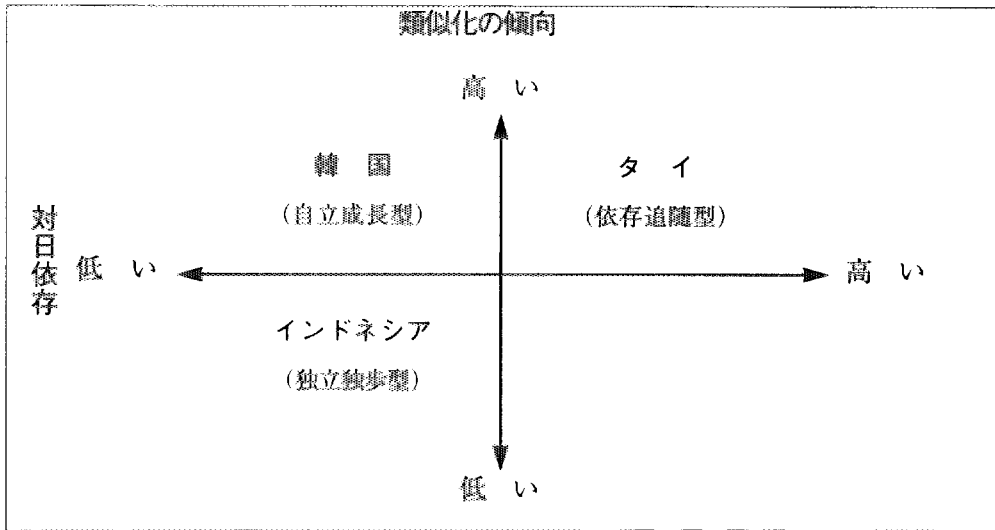 類似化の傾向
高い
韓国
タイ
(自立成長型)
(依存追随型)
対日依存
低い
高い
インドネシア
(独立独歩型)
低い